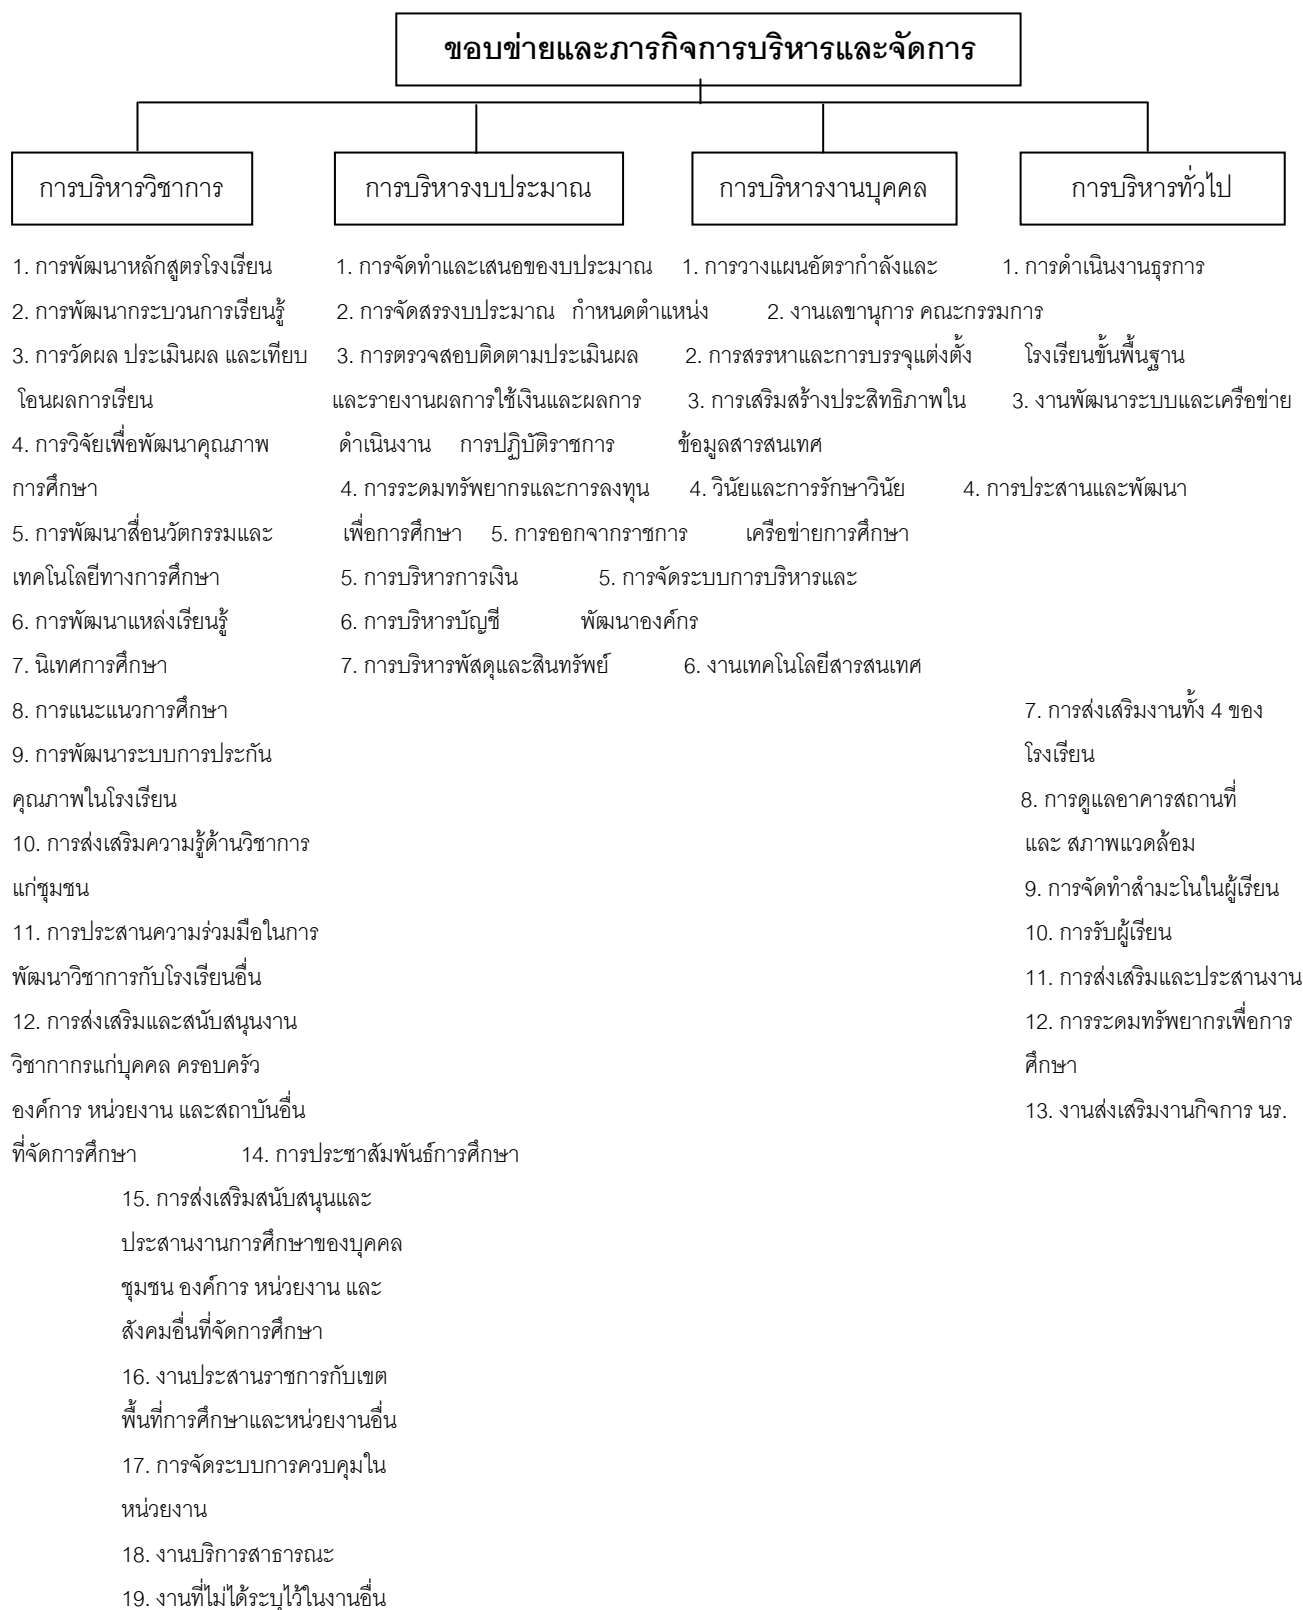 ขอบข่ายและภารกิจการบริหารและจัดการ
การบริหารวิชาการ การบริหารงบประมาณ การบริหารงานบุคคล การบริหารทั่วไป
1. การพัฒนาหลักสูตรโรงเรียน 1. การจัดทำและเสนอของบประมาณ 1. การวางแผนอัตรากำลังและ 1. การดำเนินงานธุรการ
2. การพัฒนากระบวนการเรียนรู้ 2. การจัดสรรงบประมาณ กำหนดตำแหน่ง 2. งานเลขานุการ คณะกรรมการ
3. การวัดผล ประเมินผล และเทียบ 3. การตรวจสอบติดตามประเมินผล 2. การสรรหาและการบรรจุแต่งตั้ง โรงเรียนขั้นพื้นฐาน
โอนผลการเรียน และรายงานผลการใช้เงินและผลการ 3. การเสริมสร้างประสิทธิภาพใน 3. งานพัฒนาระบบและเครือข่าย
4. การวิจัยเพื่อพัฒนาคุณภาพ ดำเนินงาน การปฏิบัติราชการ ข้อมูลสารสนเทศ
การศึกษา 4. การระดมทรัพยากรและการลงทุน 4. วินัยและการรักษาวินัย 4. การประสานและพัฒนา
5. การพัฒนาสื่อนวัตกรรมและ เพื่อการศึกษา 5. การออกจากราชการ เครือข่ายการศึกษา
เทคโนโลยีทางการศึกษา 5. การบริหารการเงิน 5. การจัดระบบการบริหารและ
6. การพัฒนาแหล่งเรียนรู้ 6. การบริหารบัญชี พัฒนาองค์กร
7. นิเทศการศึกษา 7. การบริหารพัสดุและสินทรัพย์ 6. งานเทคโนโลยีสารสนเทศ
8. การแนะแนวการศึกษา 7. การส่งเสริมงานทั้ง 4 ของ
9. การพัฒนาระบบการประกัน โรงเรียน
คุณภาพในโรงเรียน 8. การดูแลอาคารสถานที่
10. การส่งเสริมความรู้ด้านวิชาการ และ สภาพแวดล้อม
แก่ชุมชน 9. การจัดทำสำมะโนในผู้เรียน
11. การประสานความร่วมมือในการ 10. การรับผู้เรียน
พัฒนาวิชาการกับโรงเรียนอื่น 11. การส่งเสริมและประสานงาน
12. การส่งเสริมและสนับสนุนงาน 12. การระดมทรัพยากรเพื่อการ
วิชากากรแก่บุคคล ครอบครัว ศึกษา
องค์การ หน่วยงาน และสถาบันอื่น 13. งานส่งเสริมงานกิจการ นร.
ที่จัดการศึกษา 14. การประชาสัมพันธ์การศึกษา
15. การส่งเสริมสนับสนุนและ
ประสานงานการศึกษาของบุคคล
ชุมชน องค์การ หน่วยงาน และ
สังคมอื่นที่จัดการศึกษา
16. งานประสานราชการกับเขต
พื้นที่การศึกษาและหน่วยงานอื่น
17. การจัดระบบการควบคุมใน
หน่วยงาน
18. งานบริการสาธารณะ
19. งานที่ไม่ได้ระบุไว้ในงานอื่น